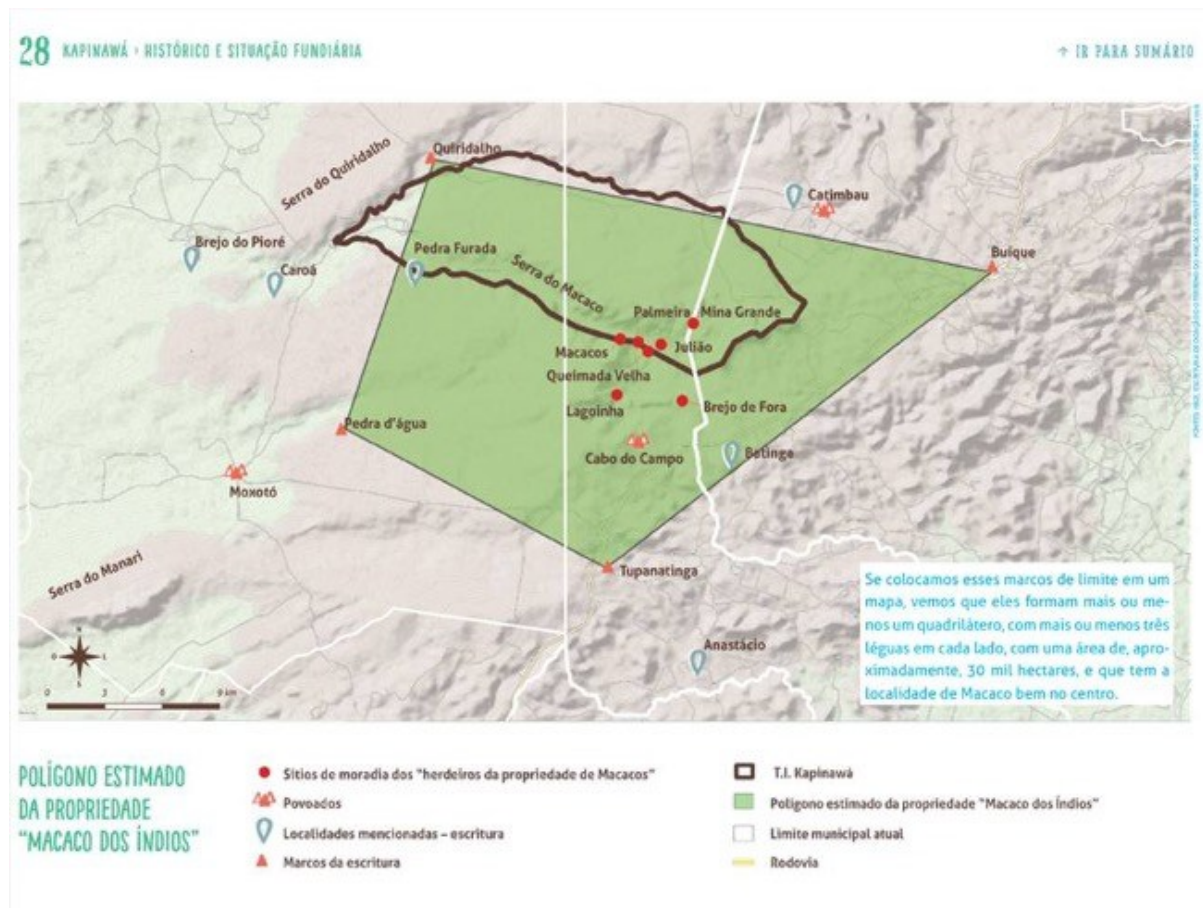 28 KAPINAWÁ › HISTÓRICO E SITUAÇÃO FUNDIÁRIA
↑ IR PARA SUMÁRIO
Quiridalho
Serra do Quiridalho
Catimbau
Brejo do Pioré
Pedra Furada
Buíque
Caroá
Serra do Macaco
Palmeira
Mina Grande
Macacos
Julião
Queimada Velha
Lagoinha
Brejo de Fora
Pedra d'água
Cabo do Campo
Batinga
Moxotó
Serra do Manari
Tupanatinga
Anastácio
Se colocamos esses marcos de limite em um
mapa, vemos que eles formam mais ou me-
nos um quadrilátero, com mais ou menos três
léguas em cada lado, com uma área de, apro-
ximadamente, 30 mil hectares, e que tem a
localidade de Macaco bem no centro.
N
O L
S
0 3 6 9 km
POLÍGONO ESTIMADO
DA PROPRIEDADE
"MACACO DOS ÍNDIOS"
Sítios de moradia dos "herdeiros da propriedade de Macacos"
Povoados
Localidades mencionadas – escritura
Marcos da escritura
T.I. Kapinawá
Polígono estimado da propriedade "Macaco dos Índios"
Limite municipal atual
Rodovia